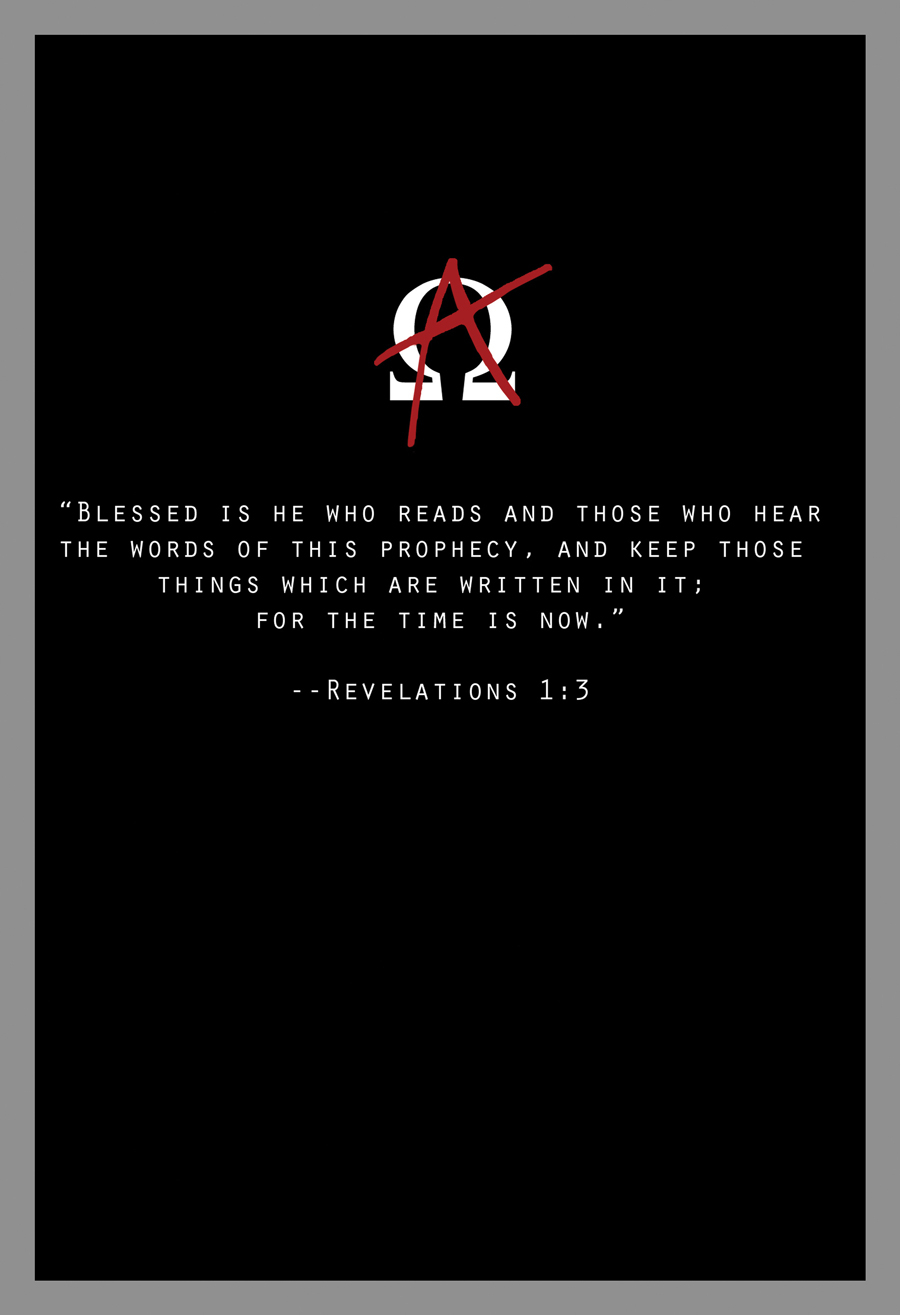 AΩ
“Blessed is he who reads and those who hear
the words of this prophecy, and keep those
things which are written in it;
for the time is now.”
--Revelations 1:3